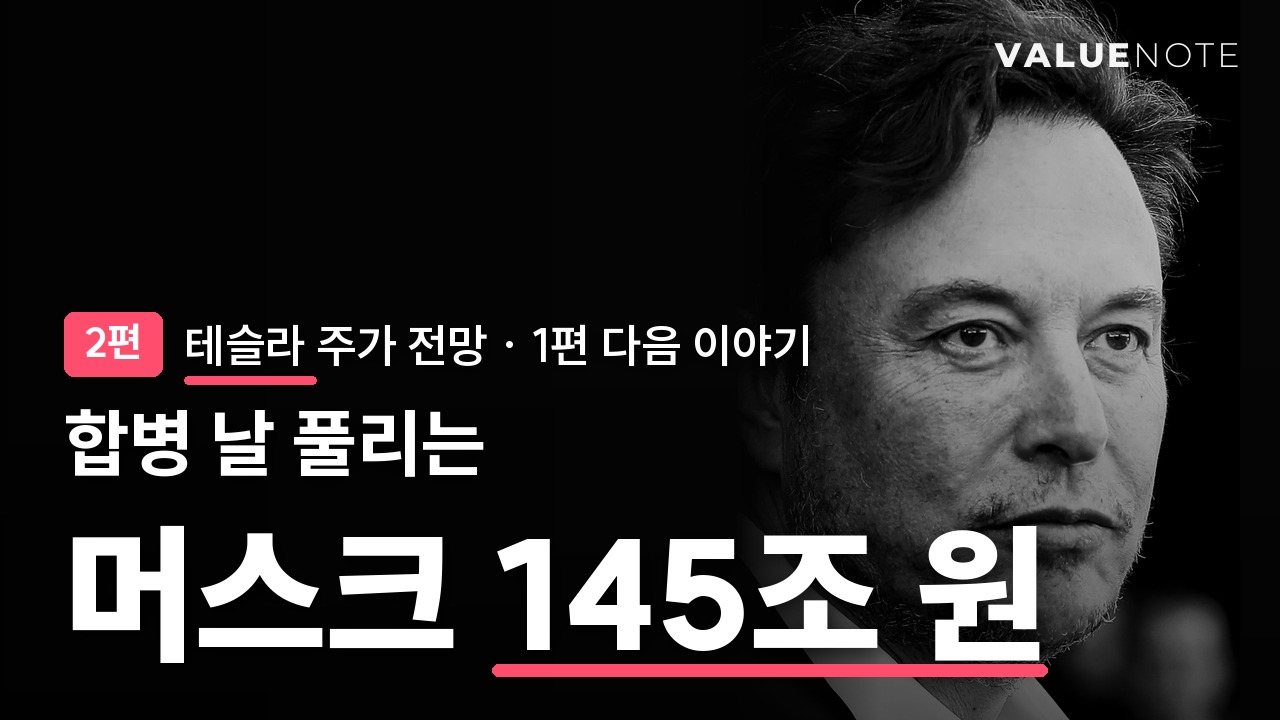 VALUENOTE
2편 테슬라 주가 전망 · 1편 다음 이야기
합병 날 풀리는
머스크 145조 원